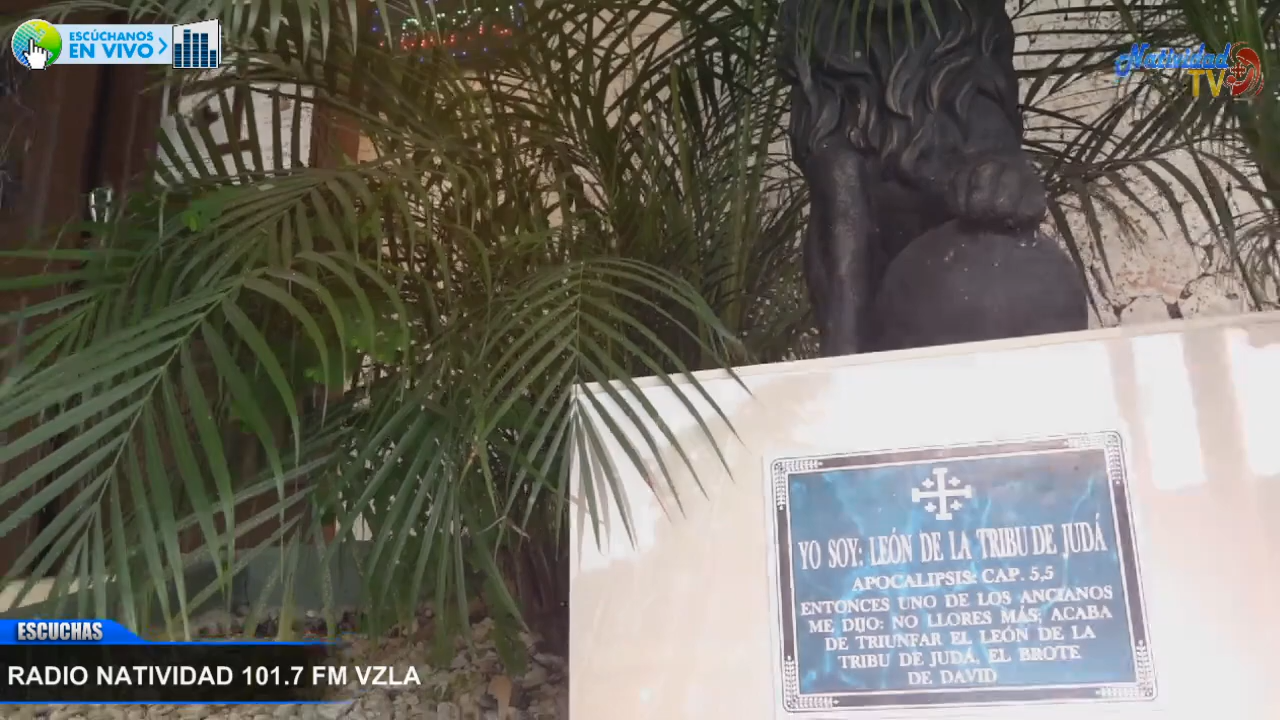 ESCÚCHANOS
EN VIVO
Natividad
TV
YO SOY: LEÓN DE LA TRIBU DE JUDÁ
APOCALIPSIS: CAP. 5,5
ENTONCES UNO DE LOS ANCIANOS
ME DIJO: NO LLORES MÁS; ACABA
DE TRIUNFAR EL LEÓN DE LA
TRIBU DE JUDÁ, EL BROTE
DE DAVID
ESCUCHAS
RADIO NATIVIDAD 101.7 FM VZLA